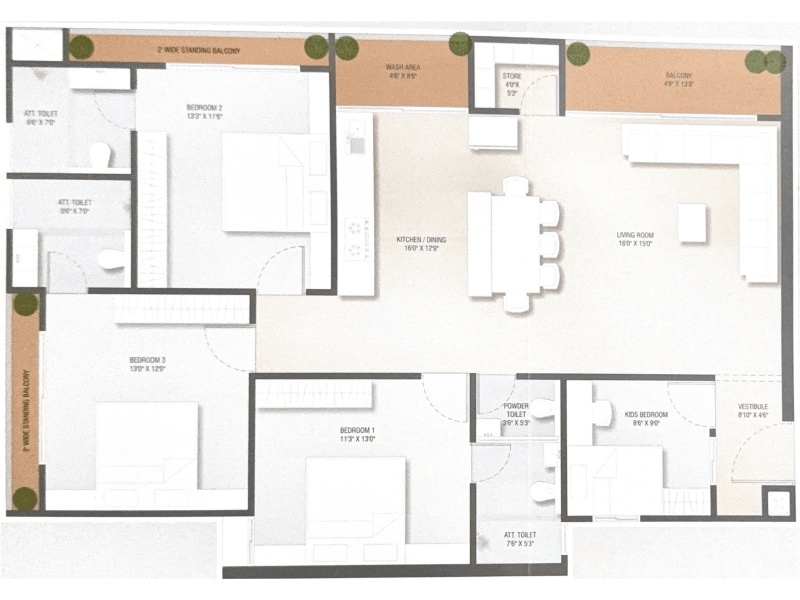 2' WIDE STANDING BALCONY
WASH AREA
4'6" X 8'6"
STORE
4'0"X
5'3"
BALCONY
4'6" X 13'6"
ATT. TOILET
6'6" X 7'0"
BEDROOM 2
13'3" X 11'6"
ATT. TOILET
6'6" X 7'0"
KITCHEN / DINING
16'0" X 12'9"
LIVING ROOM
16'0" X 15'0"
2' WIDE STANDING BALCONY
BEDROOM 3
13'0" X 12'0"
BEDROOM 1
11'3" X 13'0"
POWDER
TOILET
3'6" X 5'3"
KIDS BEDROOM
8'6" X 9'0"
VESTIBULE
8'10" X 4'6"
ATT. TOILET
7'6" X 5'3"